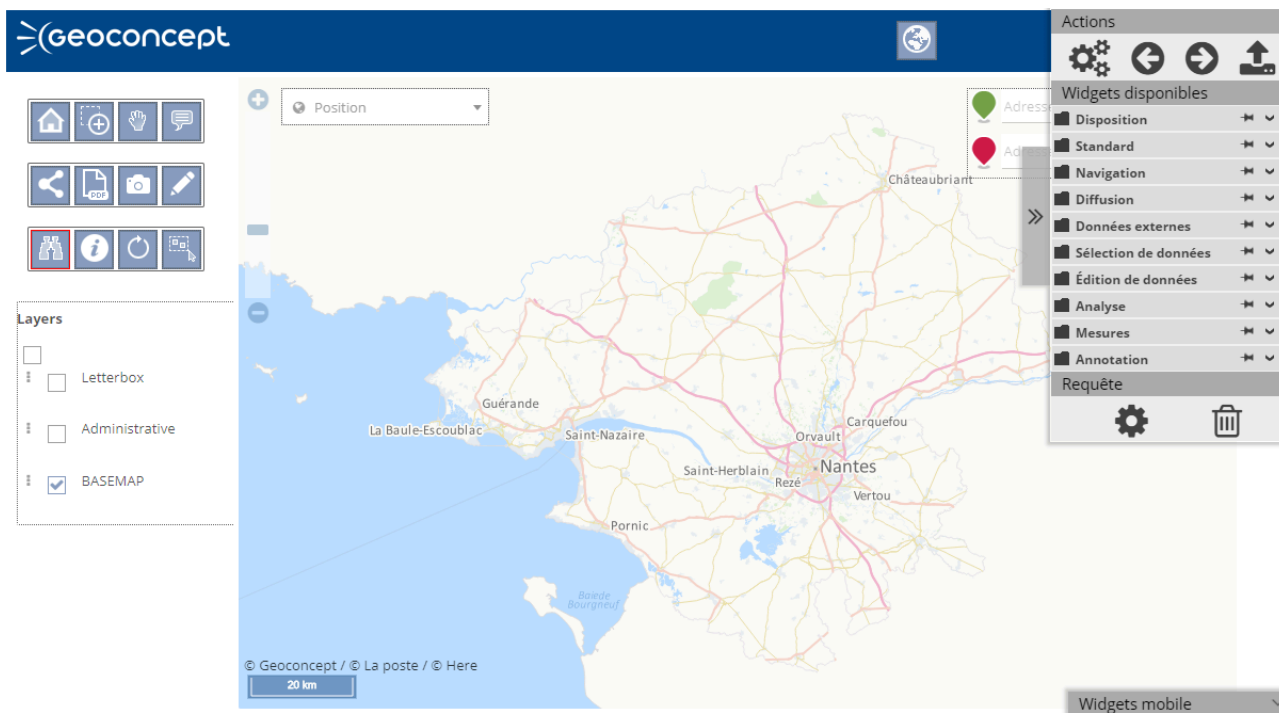 Geoconcept
Actions
Widgets disponibles
Disposition
Standard
Navigation
Diffusion
Données externes
Sélection de données
Édition de données
Analyse
Mesures
Annotation
Requête
Position
Adresse
PDF
Layers
Letterbox
Administrative
BASEMAP
Châteaubriant
Guérande
La Baule-Escoublac
Saint-Nazaire
Carquefou
Orvault
Saint-Herblain
Nantes
Rezé
Vertou
Pornic
Baie de
Bourgneuf
© Geoconcept / © La poste / © Here
20 km
Widgets mobile